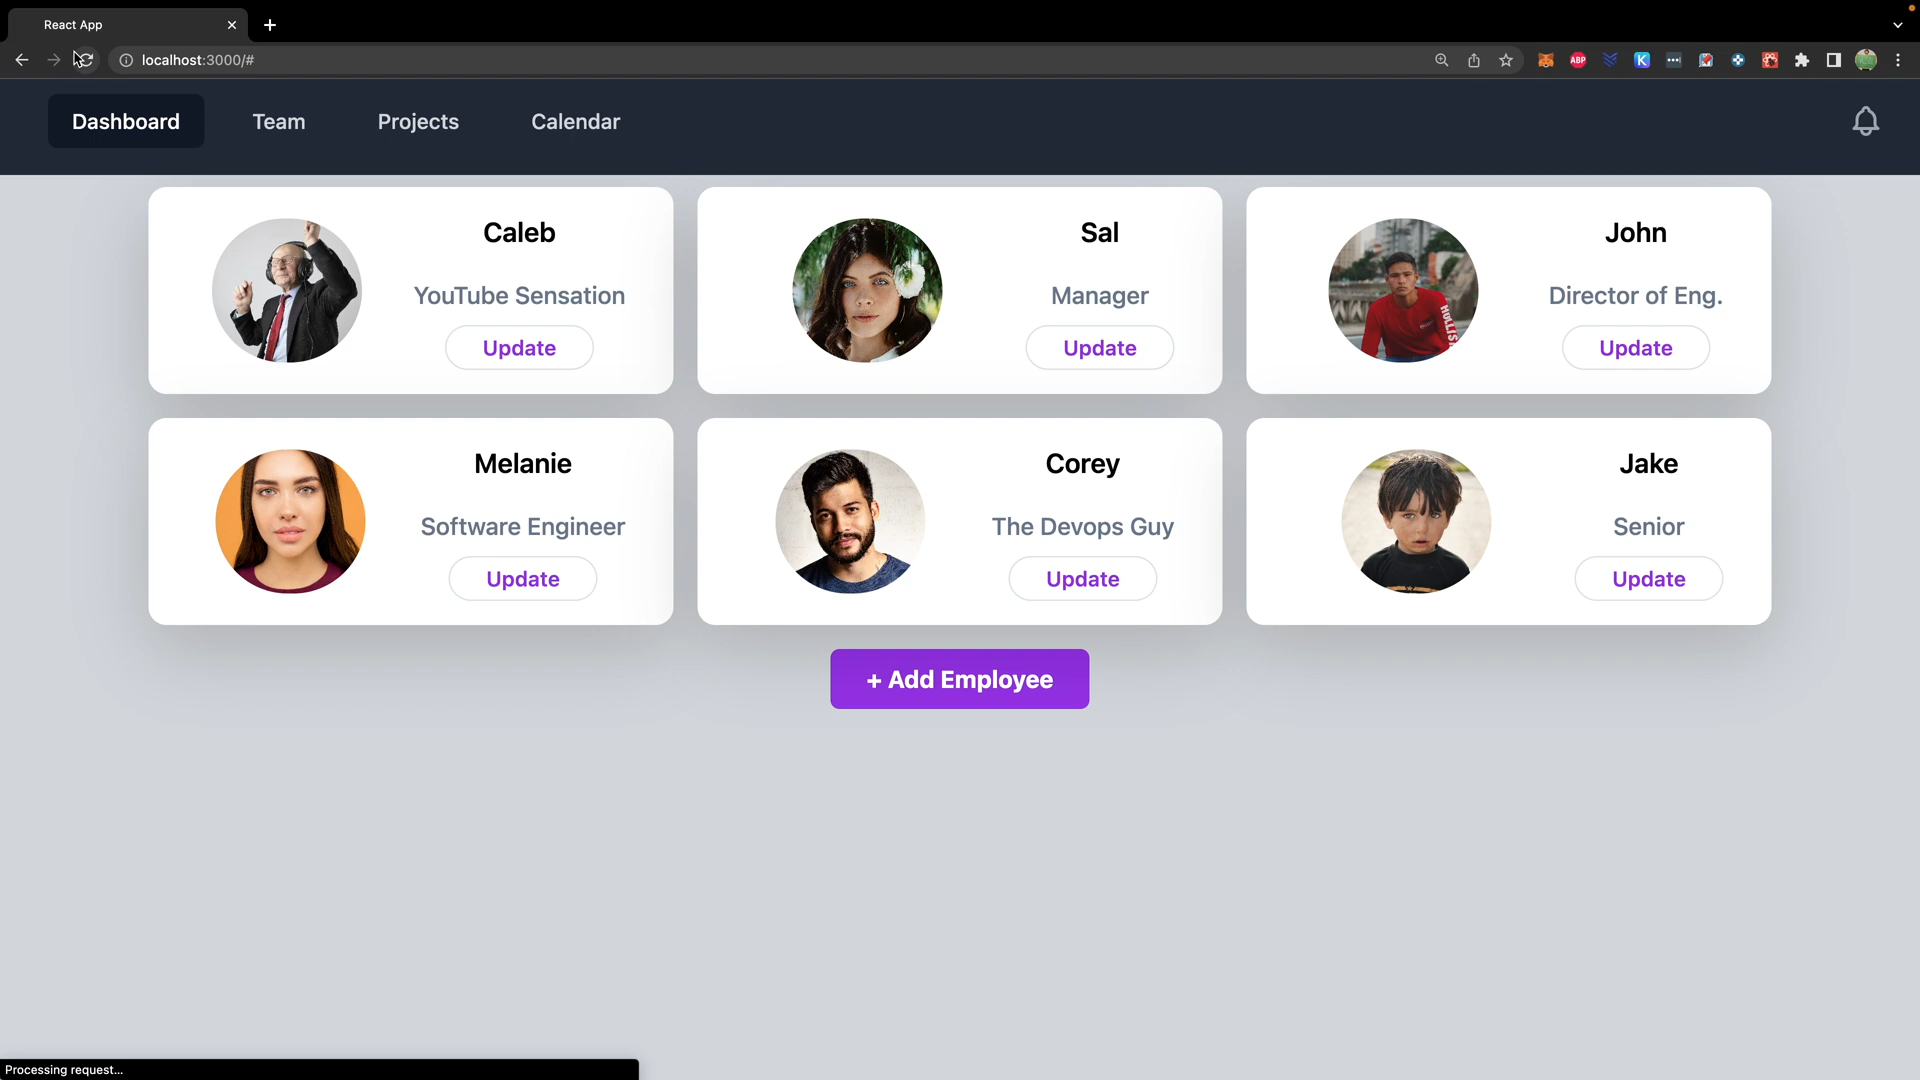 React App
localhost:3000/#
ABP
K
Dashboard
Team
Projects
Calendar
Caleb
YouTube Sensation
Update
Sal
Manager
Update
John
Director of Eng.
Update
Melanie
Software Engineer
Update
Corey
The Devops Guy
Update
Jake
Senior
Update
+ Add Employee
Processing request...